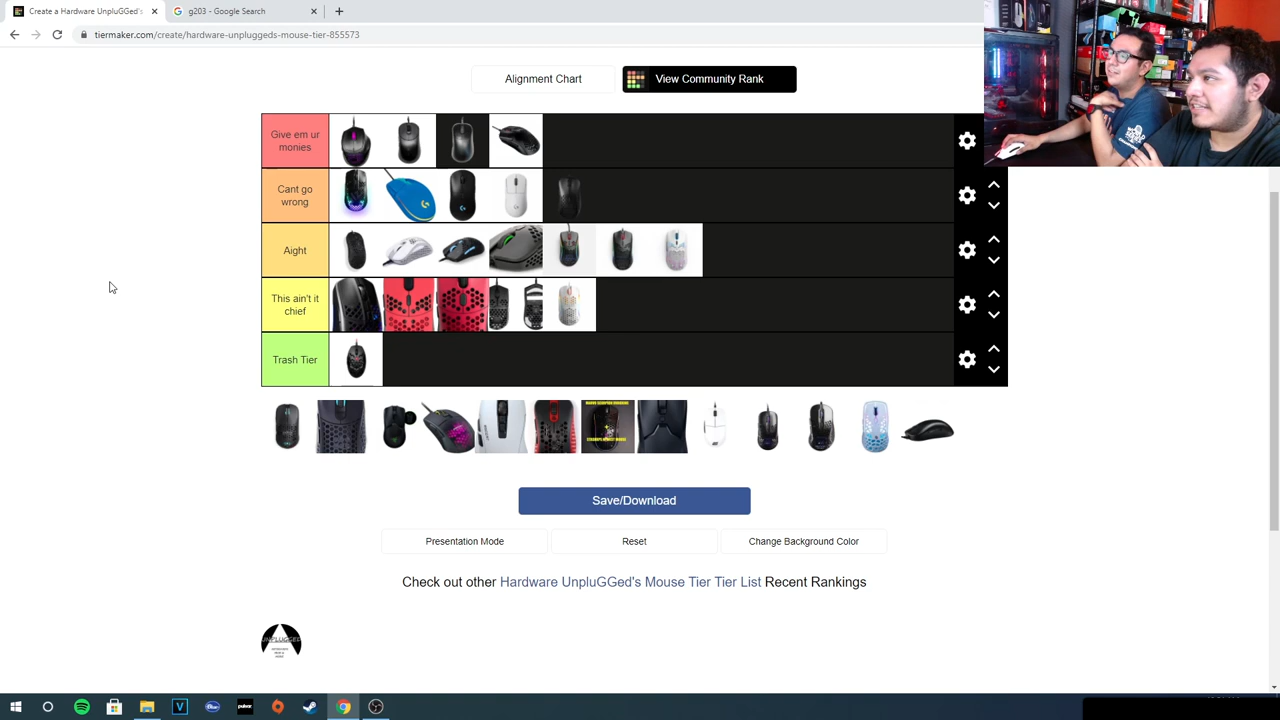 Create a Hardware UnpluGGed's
g203 - Google Search
tiermaker.com/create/hardware-unpluggeds-mouse-tier-855573
Alignment Chart
View Community Rank
Give em ur
monies
Cant go
wrong
Aight
This ain't it
chief
Trash Tier
Save/Download
Presentation Mode
Reset
Change Background Color
Check out other Hardware UnpluGGed's Mouse Tier Tier List Recent Rankings
UNPLUGGED
pulsar